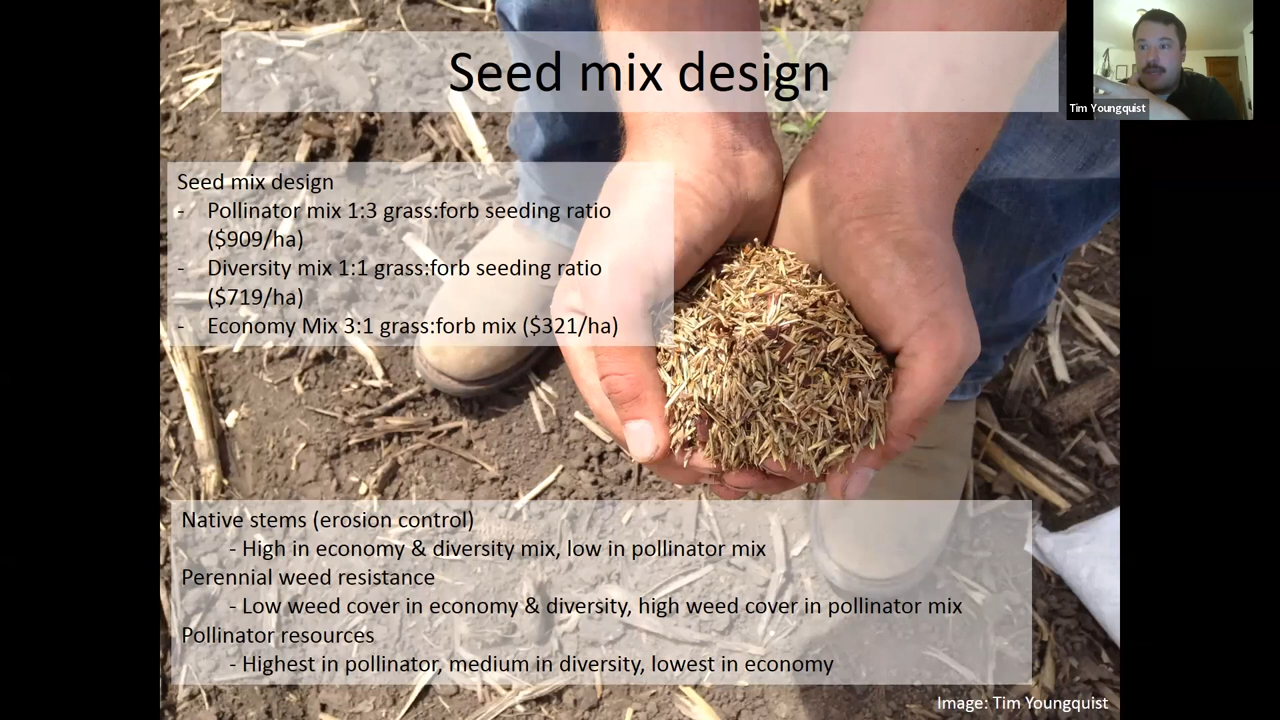 Seed mix design
Tim Youngquist
Seed mix design
- Pollinator mix 1:3 grass:forb seeding ratio
($909/ha)
- Diversity mix 1:1 grass:forb seeding ratio
($719/ha)
- Economy Mix 3:1 grass:forb mix ($321/ha)
Native stems (erosion control)
- High in economy & diversity mix, low in pollinator mix
Perennial weed resistance
- Low weed cover in economy & diversity, high weed cover in pollinator mix
Pollinator resources
- Highest in pollinator, medium in diversity, lowest in economy
Image: Tim Youngquist